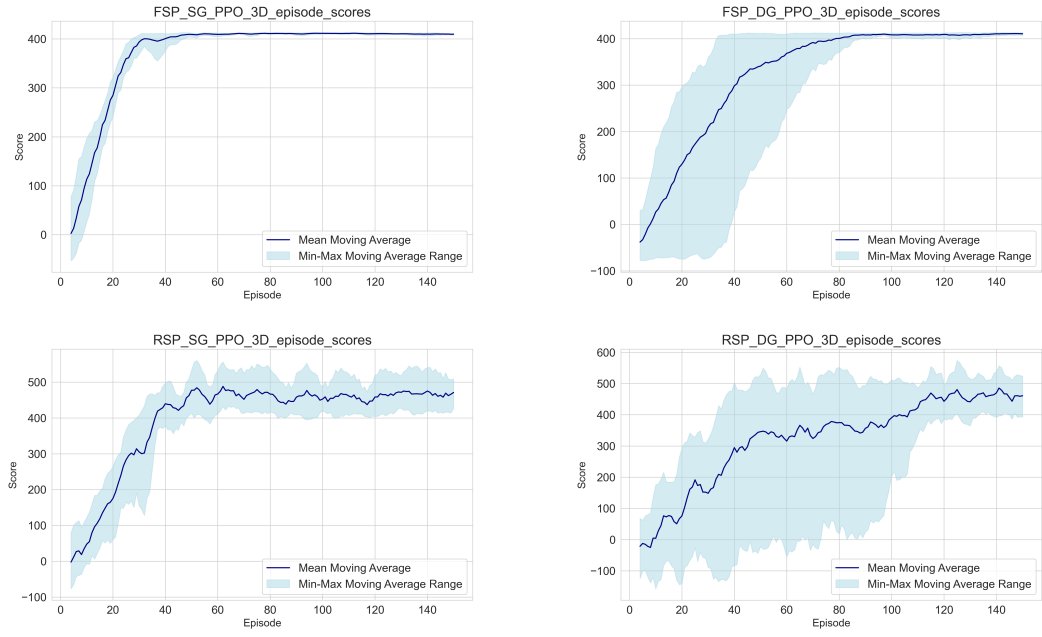 FSP_SG_PPO_3D_episode_scores
400
300
200
100
0
Score
Mean Moving Average
Min-Max Moving Average Range
0 20 40 60 80 100 120 140
Episode
FSP_DG_PPO_3D_episode_scores
400
300
200
100
0
−100
Score
Mean Moving Average
Min-Max Moving Average Range
0 20 40 60 80 100 120 140
Episode
RSP_SG_PPO_3D_episode_scores
500
400
300
200
100
0
−100
Score
Mean Moving Average
Min-Max Moving Average Range
0 20 40 60 80 100 120 140
Episode
RSP_DG_PPO_3D_episode_scores
600
500
400
300
200
100
0
−100
Score
Mean Moving Average
Min-Max Moving Average Range
0 20 40 60 80 100 120 140
Episode